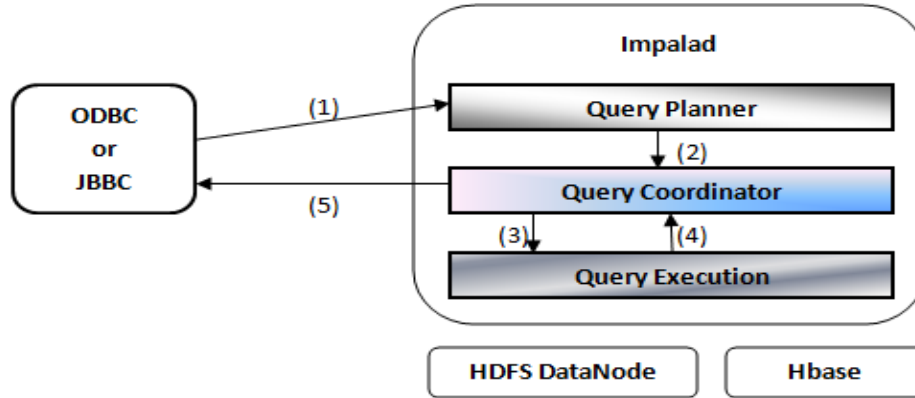 Impalad
ODBC
or
JBBC
(1)
Query Planner
(2)
Query Coordinator
(5)
(3)
(4)
Query Execution
HDFS DataNode
Hbase